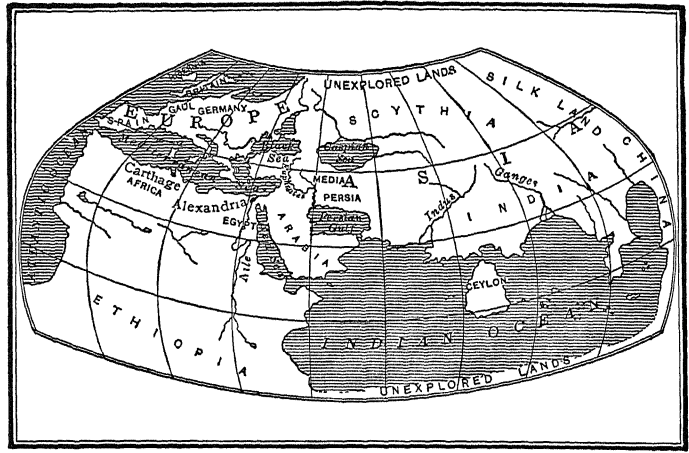 UNEXPLORED LANDS
SILK LAND
CHINA
BRITAIN
EUROPE
GAUL
GERMANY
SPAIN
SCYTHIA
Black
Sea
Caspian
Sea
ASIA
Carthage
AFRICA
MEDIA
PERSIA
Indus
Ganges
INDIA
Alexandria
EGYPT
ARABIA
Persian
Gulf
Nile
CEYLON
ETHIOPIA
INDIAN OCEAN
UNEXPLORED LANDS